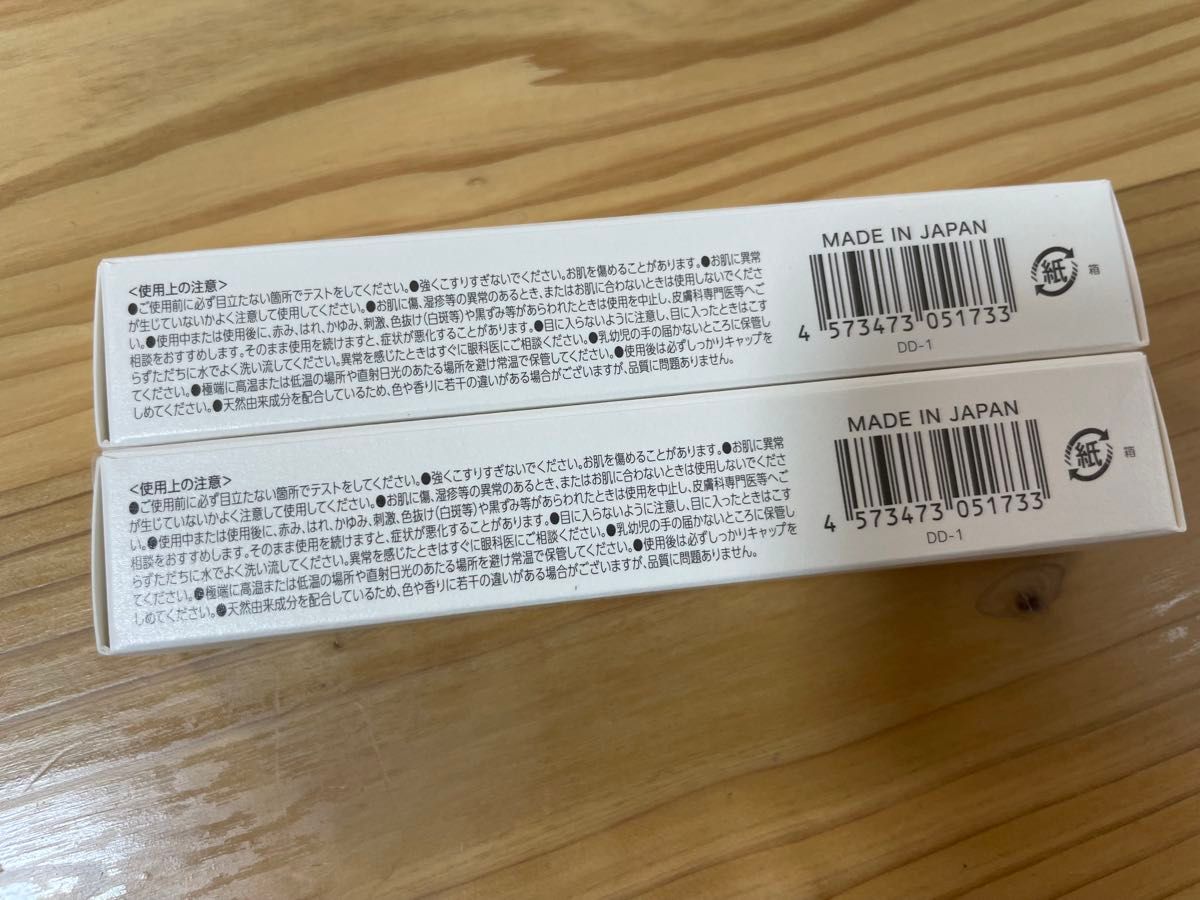 <使用上の注意>
●ご使用前に必ず目立たない箇所でテストをしてください。●強くこすりすぎないでください。お肌を傷めることがあります。●お肌に異常
が生じていないかよく注意して使用してください。●お肌に傷、湿疹等の異常のあるとき、またはお肌に合わないときは使用しないでくださ
い。●使用中または使用後に、赤み、はれ、かゆみ、刺激、色抜け(白斑等)や黒ずみ等があらわれたときは使用を中止し、皮膚科専門医等へご
相談をおすすめします。そのまま使用を続けますと、症状が悪化することがあります。●目に入らないように注意し、目に入ったときはこす
らずただちに水でよく洗い流してください。異常を感じたときはすぐに眼科医にご相談ください。●乳幼児の手の届かないところに保管し
てください。●極端に高温または低温の場所や直射日光のあたる場所を避け常温で保管してください。●使用後は必ずしっかりキャップを
しめてください。●天然由来成分を配合しているため、色や香りに若干の違いがある場合がございますが、品質に問題ありません。
MADE IN JAPAN
4 573473 051733
DD-1
紙
箱
<使用上の注意>
●ご使用前に必ず目立たない箇所でテストをしてください。●強くこすりすぎないでください。お肌を傷めることがあります。●お肌に異常
が生じていないかよく注意して使用してください。●お肌に傷、湿疹等の異常のあるとき、またはお肌に合わないときは使用しないでくださ
い。●使用中または使用後に、赤み、はれ、かゆみ、刺激、色抜け(白斑等)や黒ずみ等があらわれたときは使用を中止し、皮膚科専門医等へご
相談をおすすめします。そのまま使用を続けますと、症状が悪化することがあります。●目に入らないように注意し、目に入ったときはこす
らずただちに水でよく洗い流してください。異常を感じたときはすぐに眼科医にご相談ください。●乳幼児の手の届かないところに保管し
てください。●極端に高温または低温の場所や直射日光のあたる場所を避け常温で保管してください。●使用後は必ずしっかりキャップを
しめてください。●天然由来成分を配合しているため、色や香りに若干の違いがある場合がございますが、品質に問題ありません。
MADE IN JAPAN
4 573473 051733
DD-1
紙
箱